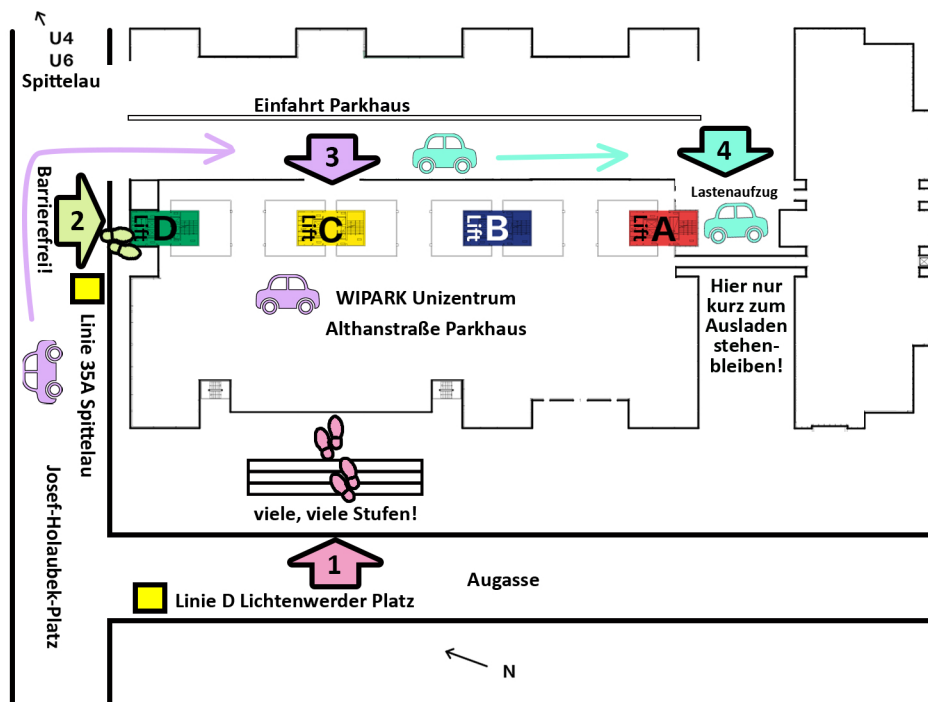 U4
U6
Spittelau
Einfahrt Parkhaus
3
4
Lastenaufzug
Barrierefrei!
2
Lift D
Lift C
Lift B
Lift A
WIPARK Unizentrum
Althanstraße Parkhaus
Hier nur
kurz zum
Ausladen
stehen-
bleiben!
Linie 35A Spittelau
Josef-Holaubek-Platz
viele, viele Stufen!
1
Augasse
Linie D Lichtenwerder Platz
N